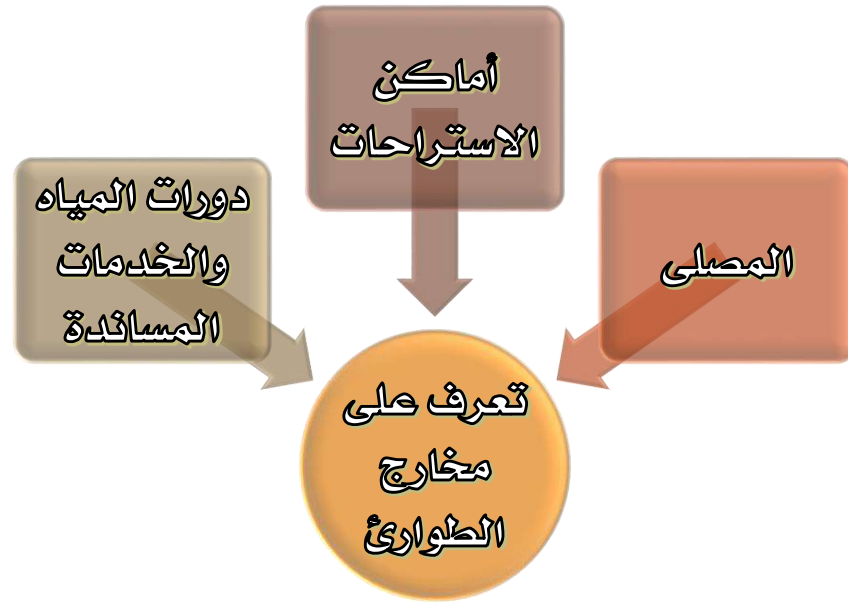 أماكن
الاستراحات
المصلى
دورات المياه
والخدمات
المساندة
تعرف على
مخارج
الطوارئ